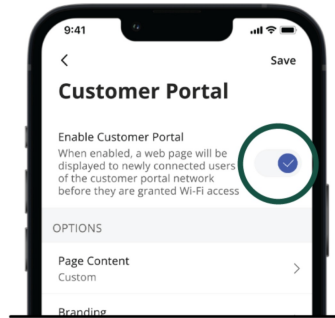 9:41
Save
Customer Portal
Enable Customer Portal
When enabled, a web page will be
displayed to newly connected users
of the customer portal network
before they are granted Wi-Fi access
OPTIONS
Page Content
Custom
Branding